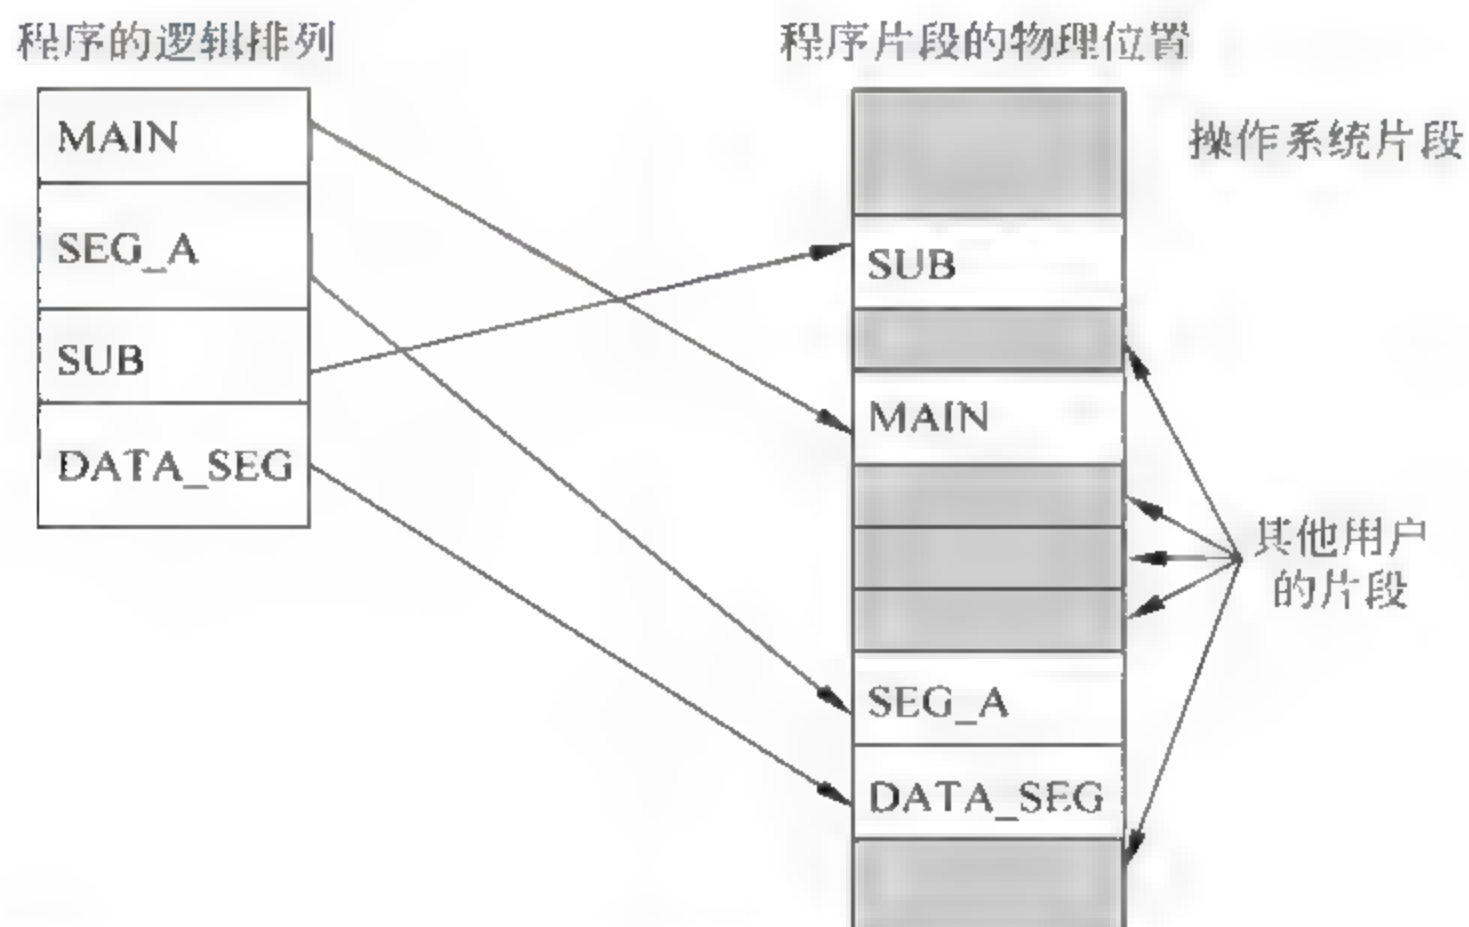 程序的逻辑排列
MAIN
SEG_A
SUB
DATA_SEG
程序片段的物理位置
操作系统片段
SUB
MAIN
SEG_A
DATA_SEG
其他用户
的片段